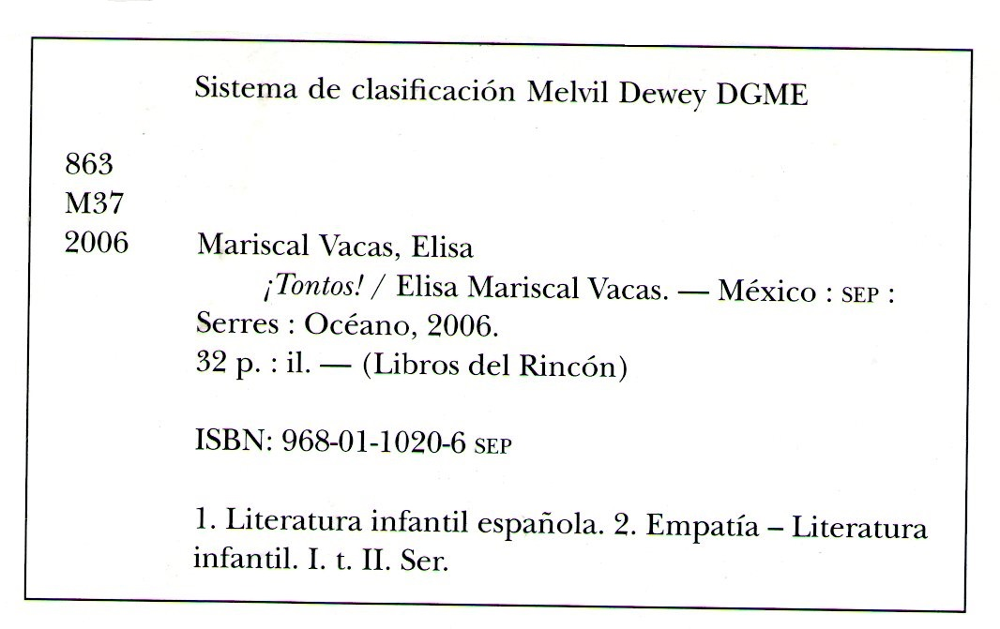 Sistema de clasificación Melvil Dewey DGME
863
M37
2006 Mariscal Vacas, Elisa
¡Tontos! / Elisa Mariscal Vacas. — México : SEP :
Serres : Océano, 2006.
32 p. : il. — (Libros del Rincón)
ISBN: 968-01-1020-6 SEP
1. Literatura infantil española. 2. Empatía – Literatura
infantil. I. t. II. Ser.